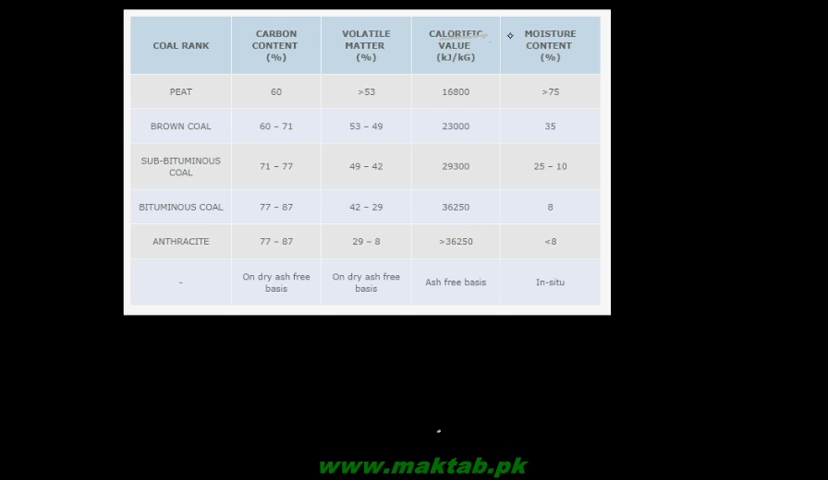 COAL RANK
CARBON CONTENT (%)
VOLATILE MATTER (%)
CALORIFIC VALUE (kJ/kG)
MOISTURE CONTENT (%)
PEAT 60 >53 16800 >75
BROWN COAL 60 – 71 53 – 49 23000 35
SUB-BITUMINOUS COAL 71 – 77 49 – 42 29300 25 – 10
BITUMINOUS COAL 77 – 87 42 – 29 36250 8
ANTHRACITE 77 – 87 29 – 8 >36250 <8
- On dry ash free basis On dry ash free basis Ash free basis In-situ
www.maktab.pk